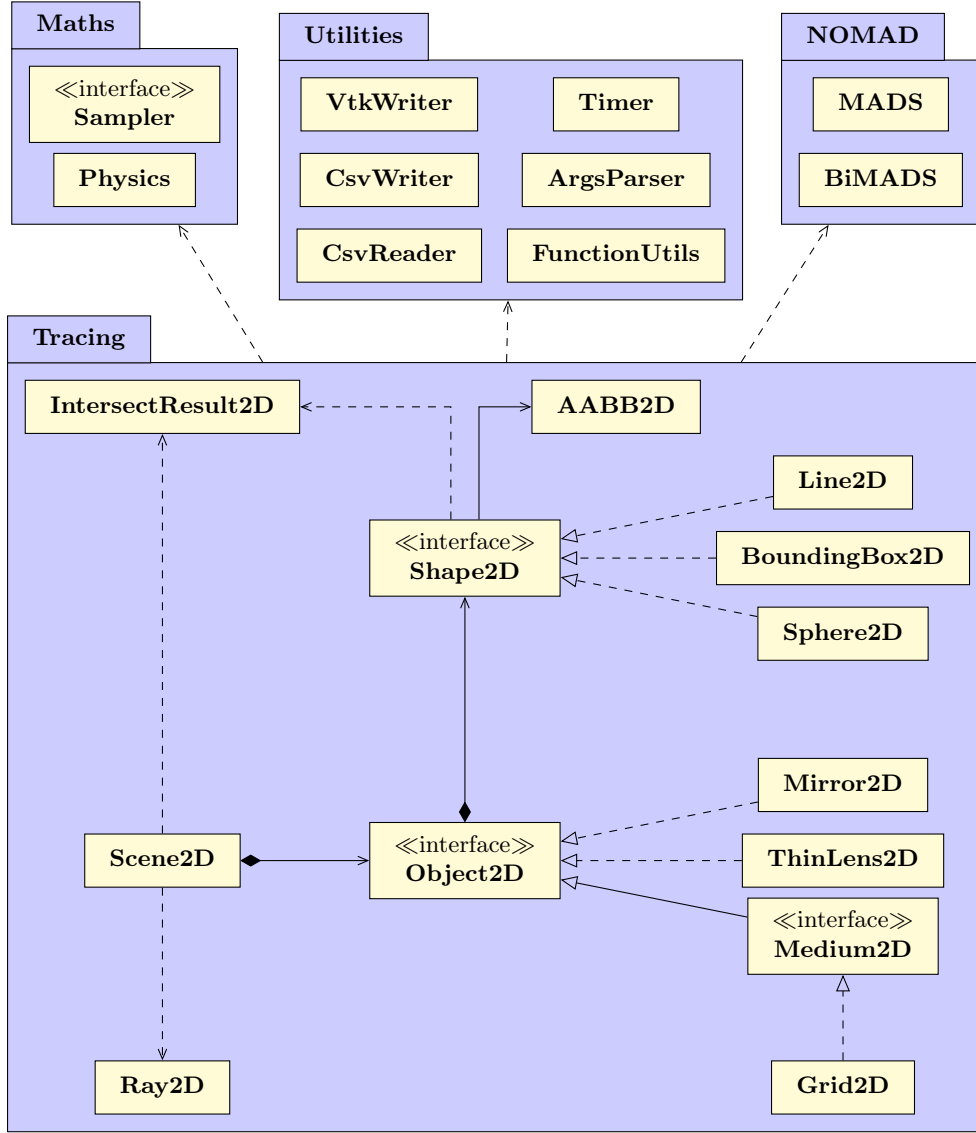 Maths
≪interface≫
Sampler
Physics
Utilities
VtkWriter
Timer
CsvWriter
ArgsParser
CsvReader
FunctionUtils
NOMAD
MADS
BiMADS
Tracing
IntersectResult2D
AABB2D
Line2D
≪interface≫
Shape2D
BoundingBox2D
Sphere2D
Mirror2D
Scene2D
≪interface≫
Object2D
ThinLens2D
≪interface≫
Medium2D
Ray2D
Grid2D